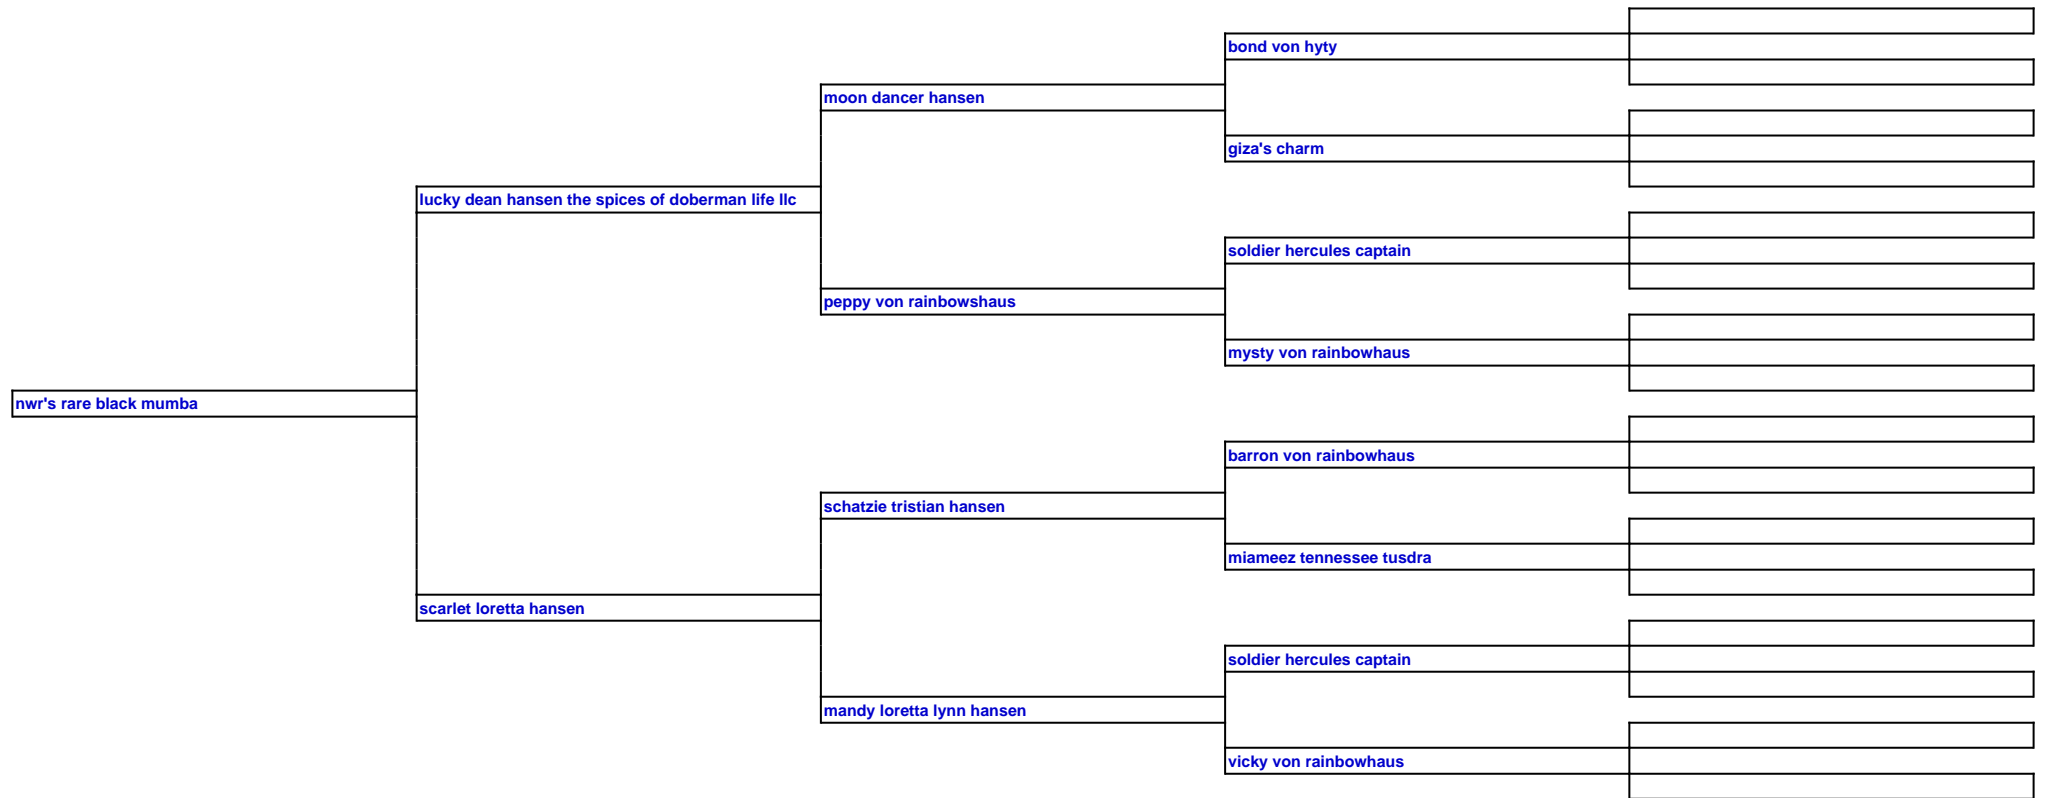 bond von hyty
moon dancer hansen
giza's charm
lucky dean hansen the spices of doberman life llc
soldier hercules captain
peppy von rainbowshaus
mysty von rainbowhaus
nwr's rare black mumba
barron von rainbowhaus
schatzie tristian hansen
miameez tennessee tusdra
scarlet loretta hansen
soldier hercules captain
mandy loretta lynn hansen
vicky von rainbowhaus